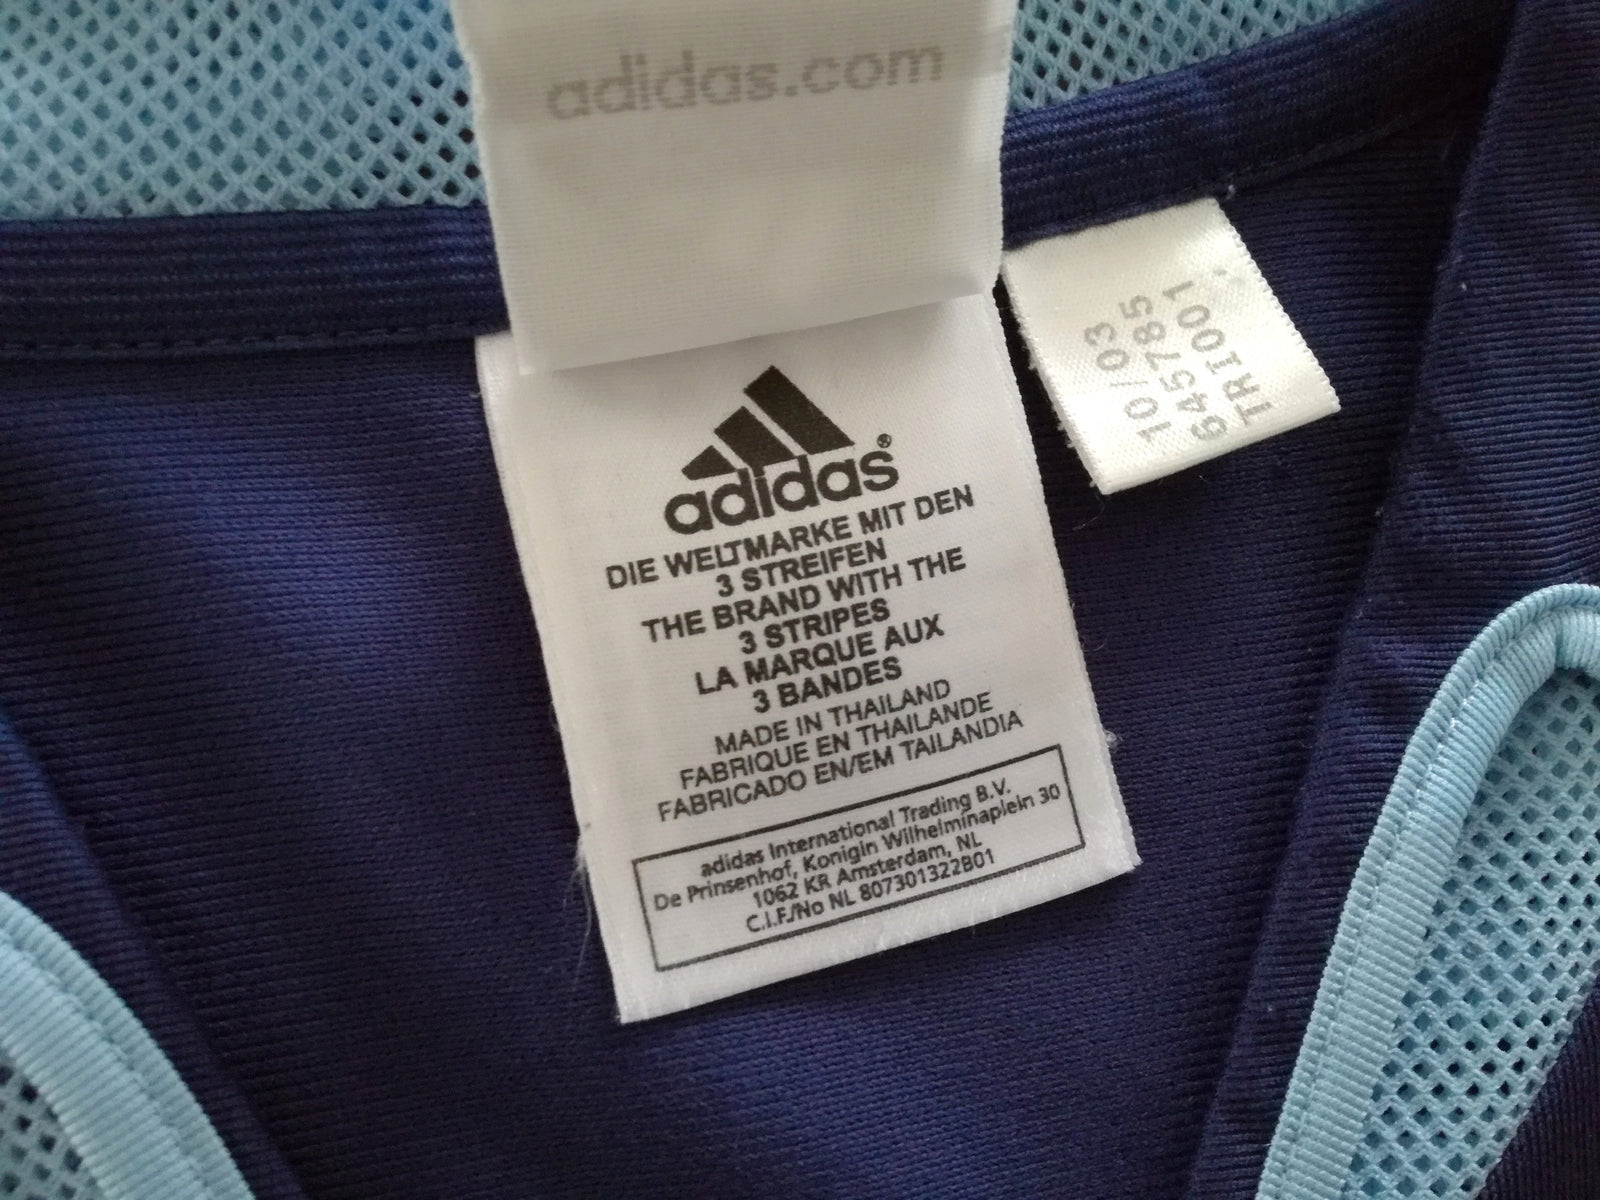 adidas.com
adidas®
DIE WELTMARKE MIT DEN
3 STREIFEN
THE BRAND WITH THE
3 STRIPES
LA MARQUE AUX
3 BANDES
MADE IN THAILAND
FABRIQUE EN THAILANDE
FABRICADO EN/EM TAILANDIA
adidas International Trading B.V.
De Prinsenhof, Konigin Wilhelminaplein 30
1062 KR Amsterdam, NL
C.I.F./No NL 807301322B01
10/03
645785
TR1001